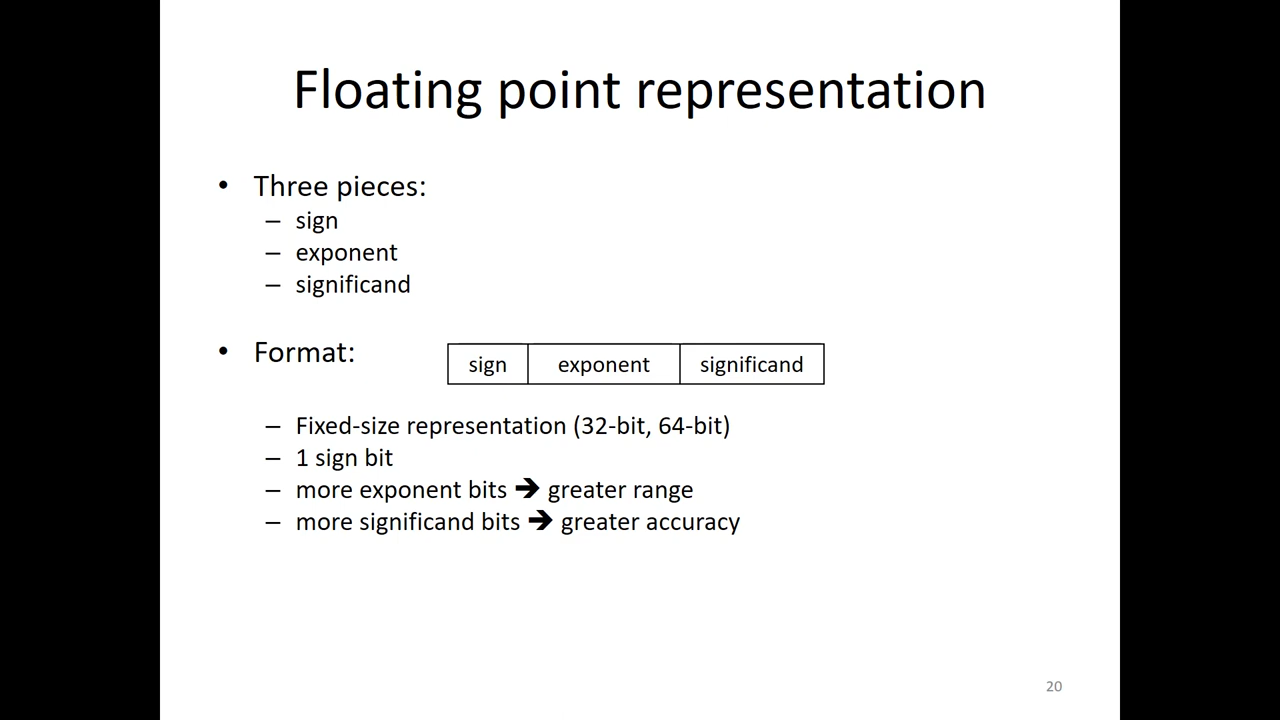 Floating point representation
• Three pieces:
– sign
– exponent
– significand
• Format:
sign exponent significand
– Fixed-size representation (32-bit, 64-bit)
– 1 sign bit
– more exponent bits ➔ greater range
– more significand bits ➔ greater accuracy
20